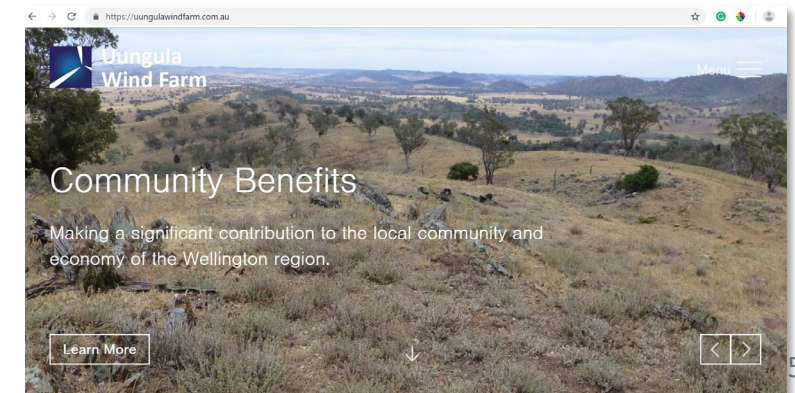 https://uungulawindfarm.com.au
Uungula
Wind Farm
Menu
Community Benefits
Making a significant contribution to the local community and
economy of the Wellington region.
Learn More
5